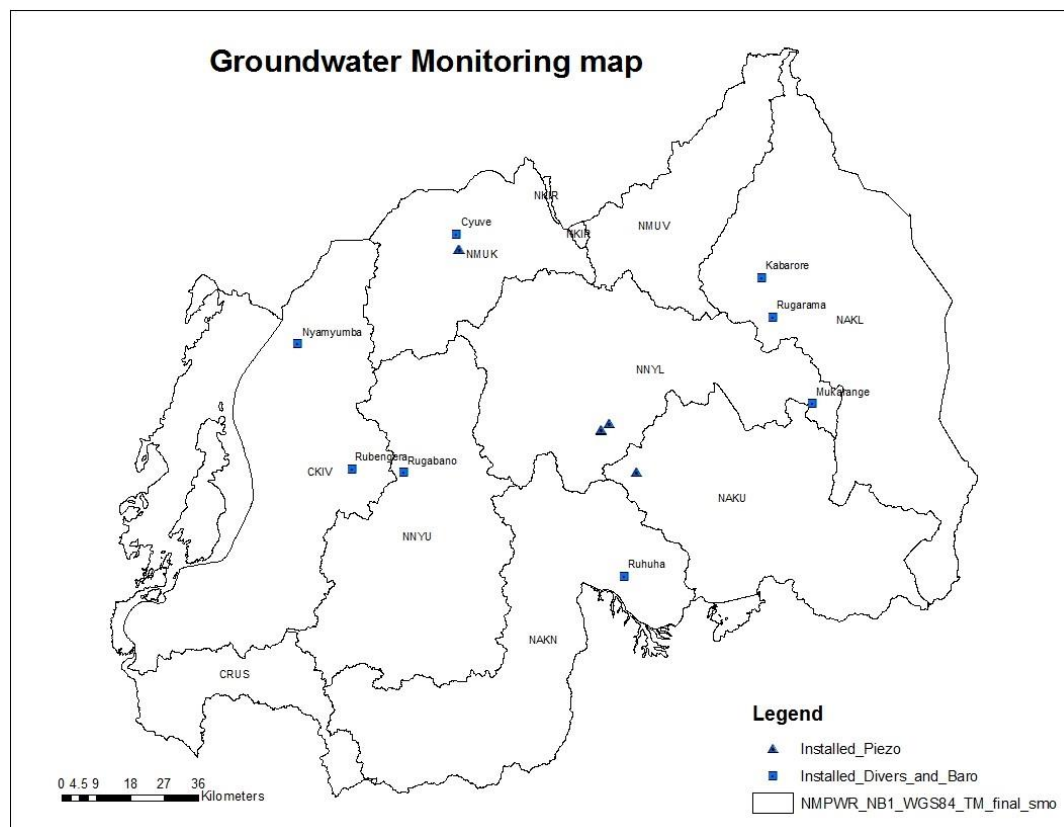 Groundwater Monitoring map
NKIR
Cyuve
NKIR
NMUV
NMUK
Kabarore
Rugarama
NAKL
Nyamyumba
NNYL
Mukarange
Rubengera
Rugabano
CKIV
NAKU
NNYU
Ruhuha
NAKN
CRUS
Legend
Installed_Piezo
Installed_Divers_and_Baro
NMPWR_NB1_WGS84_TM_final_smo
0 4.5 9 18 27 36
Kilometers